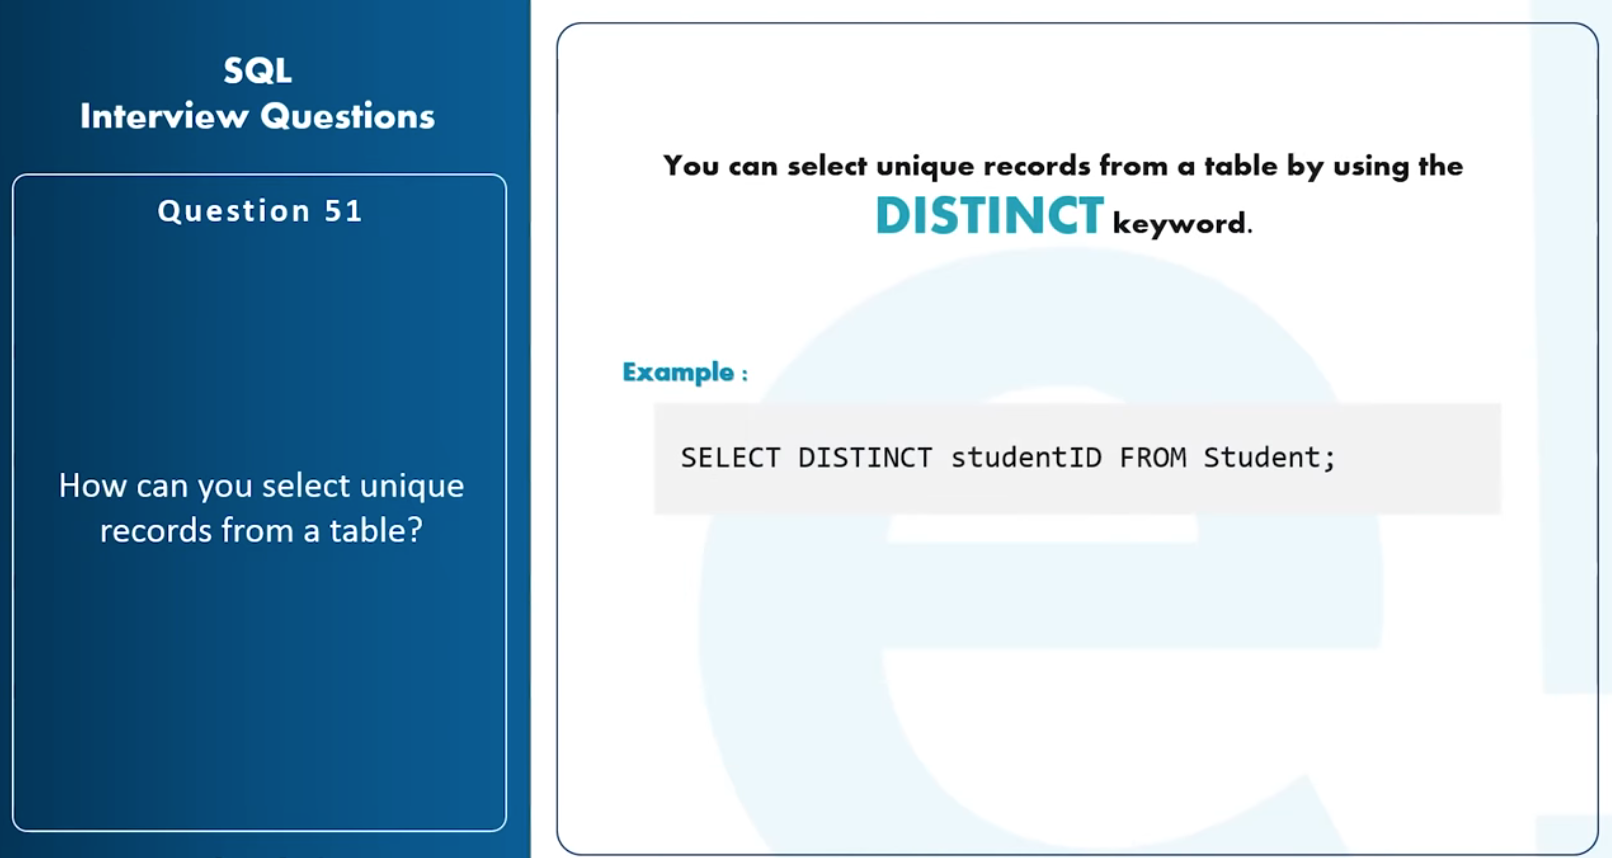 SQL
Interview Questions
Question 51
How can you select unique
records from a table?
You can select unique records from a table by using the
DISTINCT keyword.
Example :
SELECT DISTINCT studentID FROM Student;